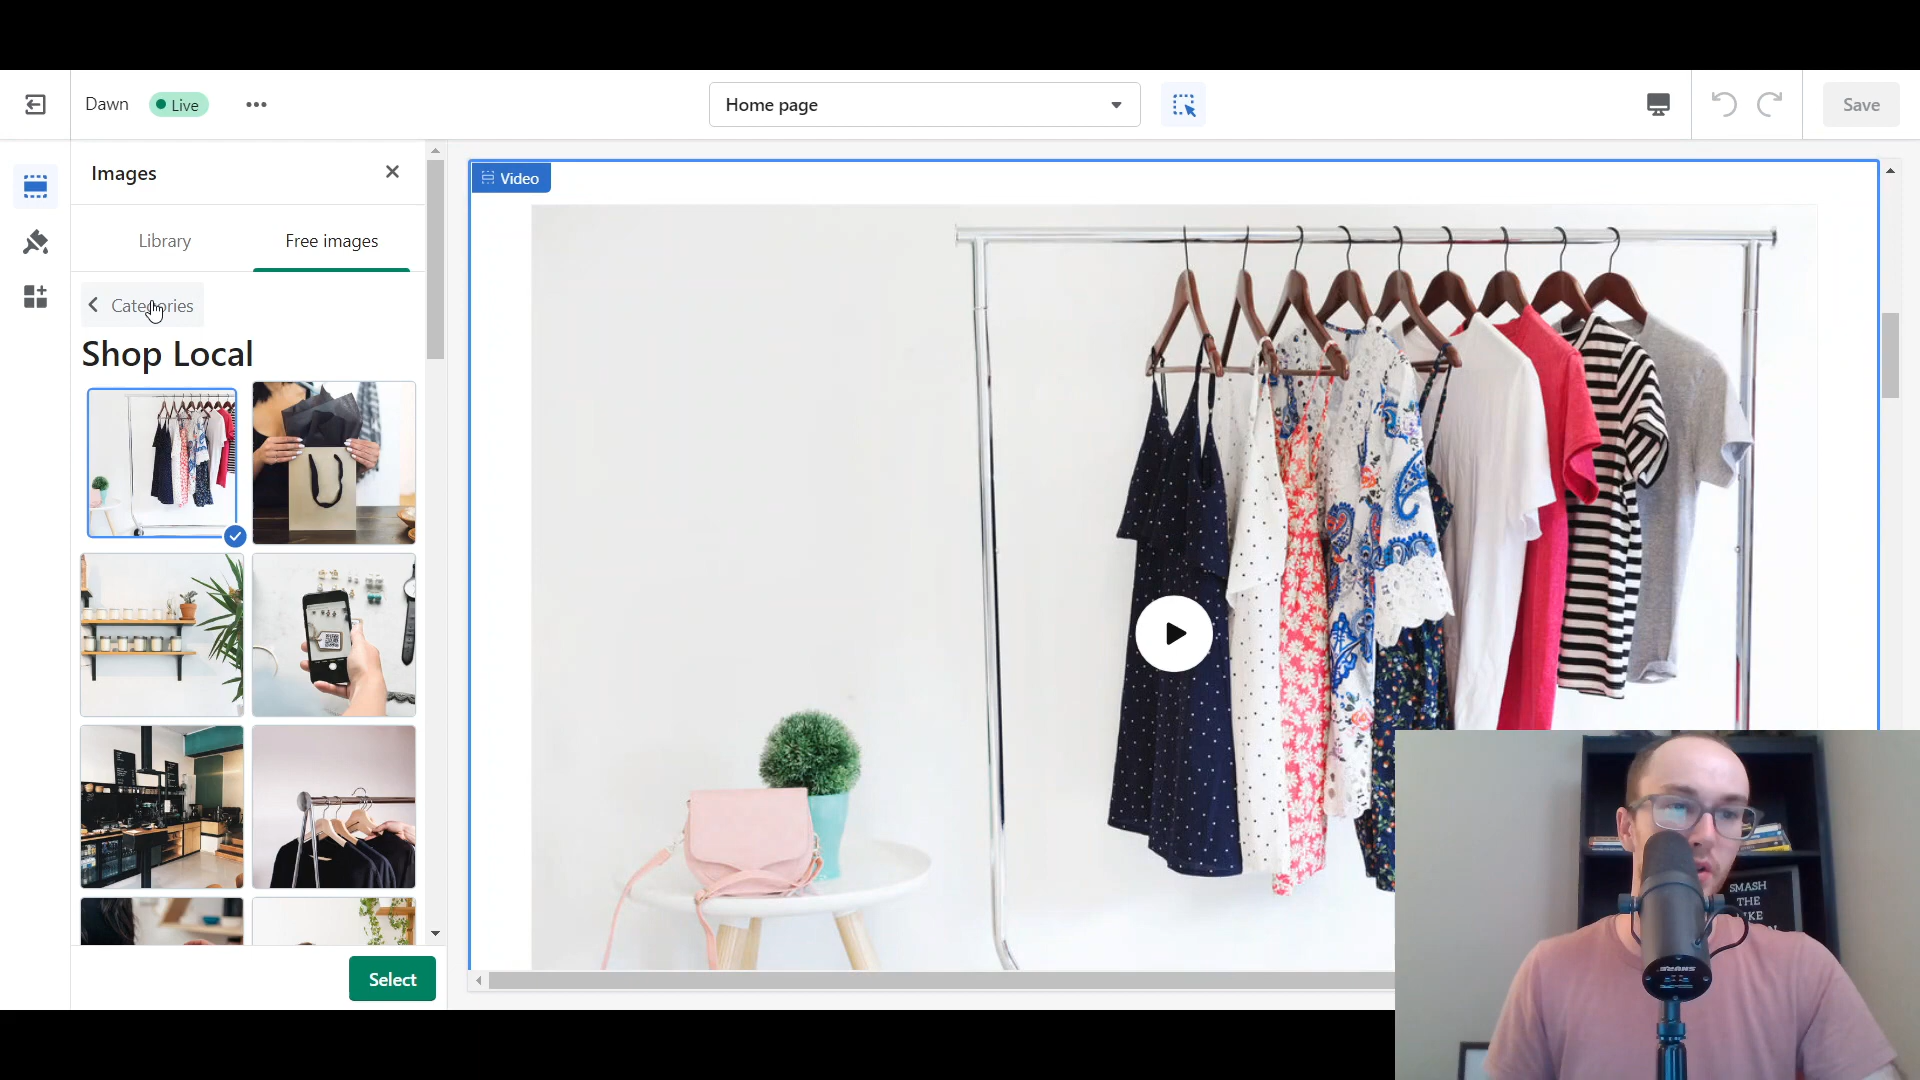 Dawn
Live
Home page
Save
Images
Library
Free images
Categories
Shop Local
Select
Video
SMASH
THE